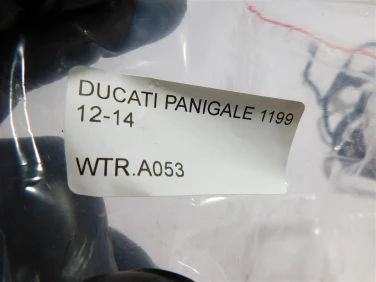 DUCATI PANIGALE 1199
12-14
WTR.A053